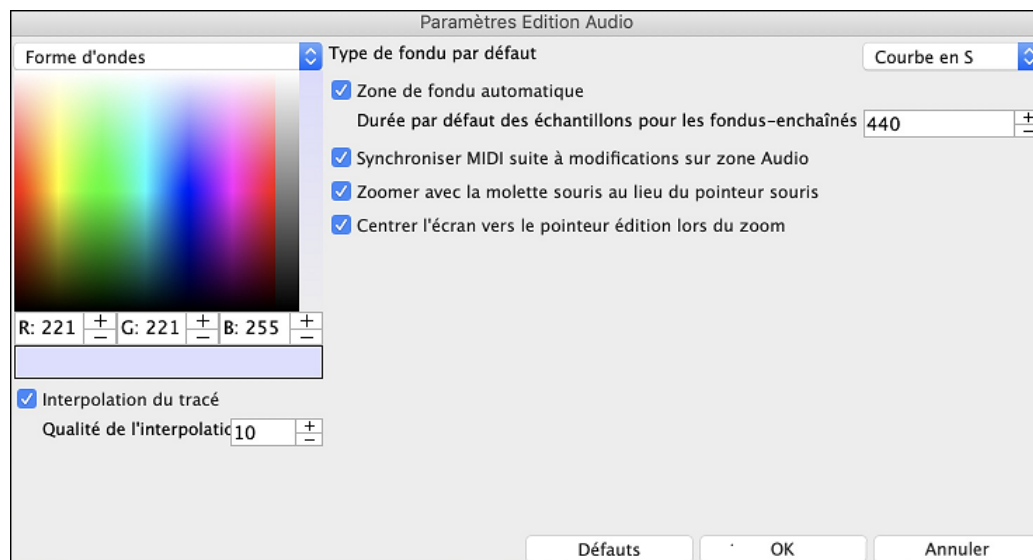 Paramètres Edition Audio
Forme d'ondes
Type de fondu par défaut
Courbe en S
Zone de fondu automatique
Durée par défaut des échantillons pour les fondus-enchaînés 440
Synchroniser MIDI suite à modifications sur zone Audio
Zoomer avec la molette souris au lieu du pointeur souris
Centrer l'écran vers le pointeur édition lors du zoom
R: 221 + − G: 221 + − B: 255 + −
Interpolation du tracé
Qualité de l'interpolatic 10 + −
Défauts OK Annuler